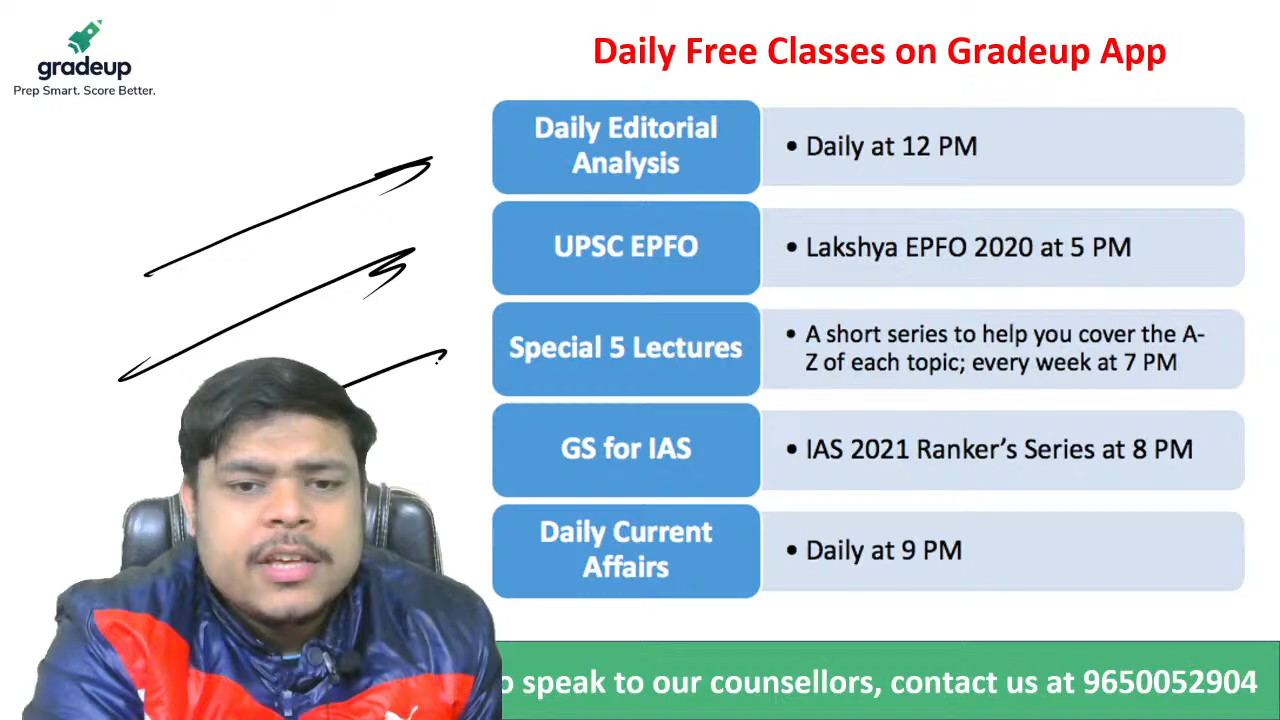 gradeup
Prep Smart. Score Better.
Daily Free Classes on Gradeup App
Daily Editorial
Analysis
• Daily at 12 PM
UPSC EPFO
• Lakshya EPFO 2020 at 5 PM
Special 5 Lectures
• A short series to help you cover the A-
Z of each topic; every week at 7 PM
GS for IAS
• IAS 2021 Ranker’s Series at 8 PM
Daily Current
Affairs
• Daily at 9 PM
speak to our counsellors, contact us at 9650052904